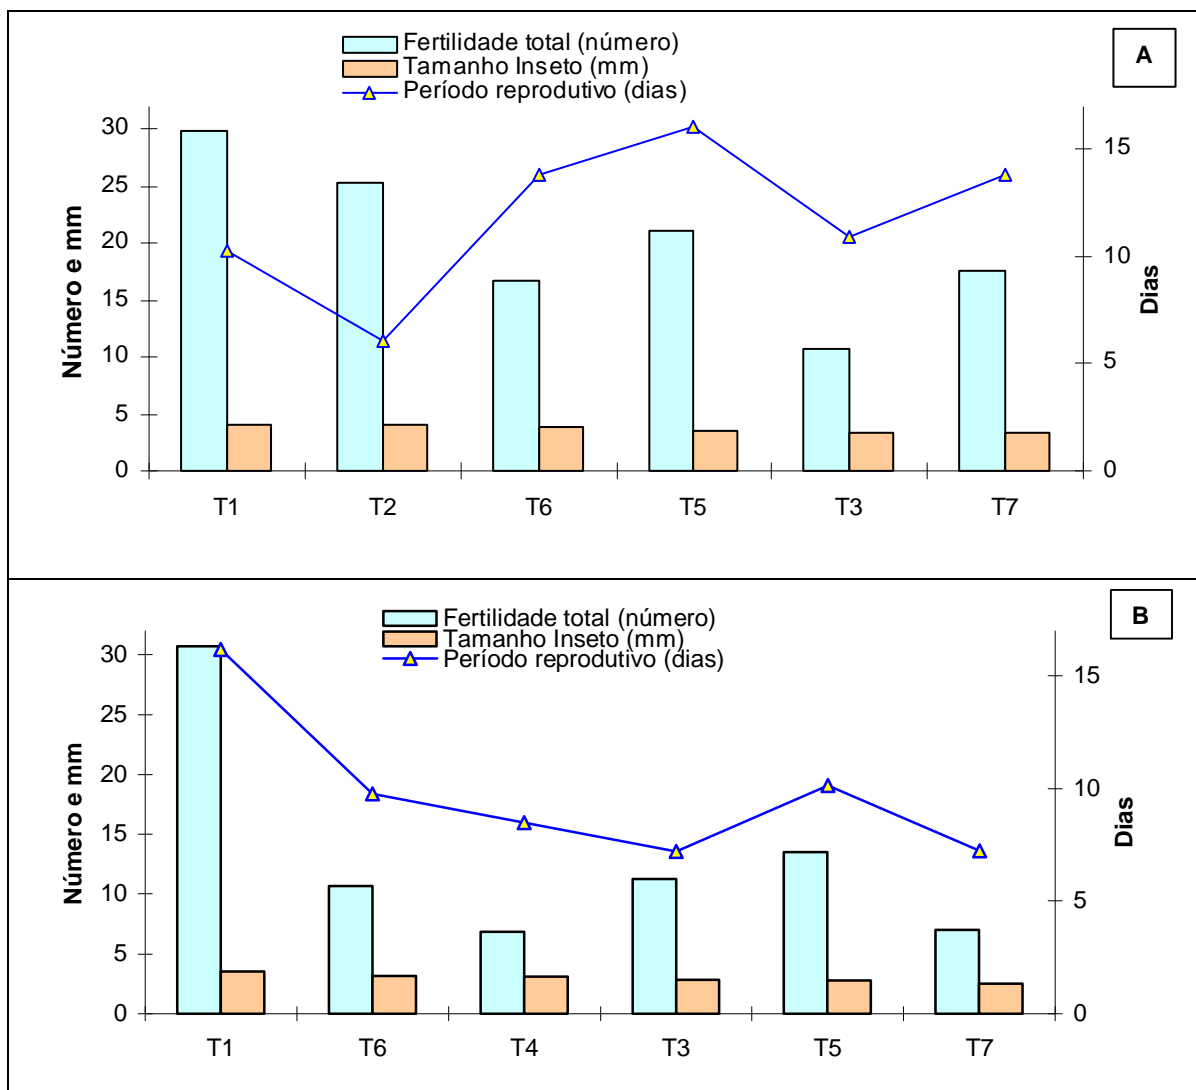 Fertilidade total (número)
Tamanho Inseto (mm)
Período reprodutivo (dias)
A
30
25
20
15
10
5
0
Número e mm
15
10
5
0
Dias
T1 T2 T6 T5 T3 T7
Fertilidade total (número)
Tamanho Inseto (mm)
Período reprodutivo (dias)
B
30
25
20
15
10
5
0
Número e mm
15
10
5
0
Dias
T1 T6 T4 T3 T5 T7